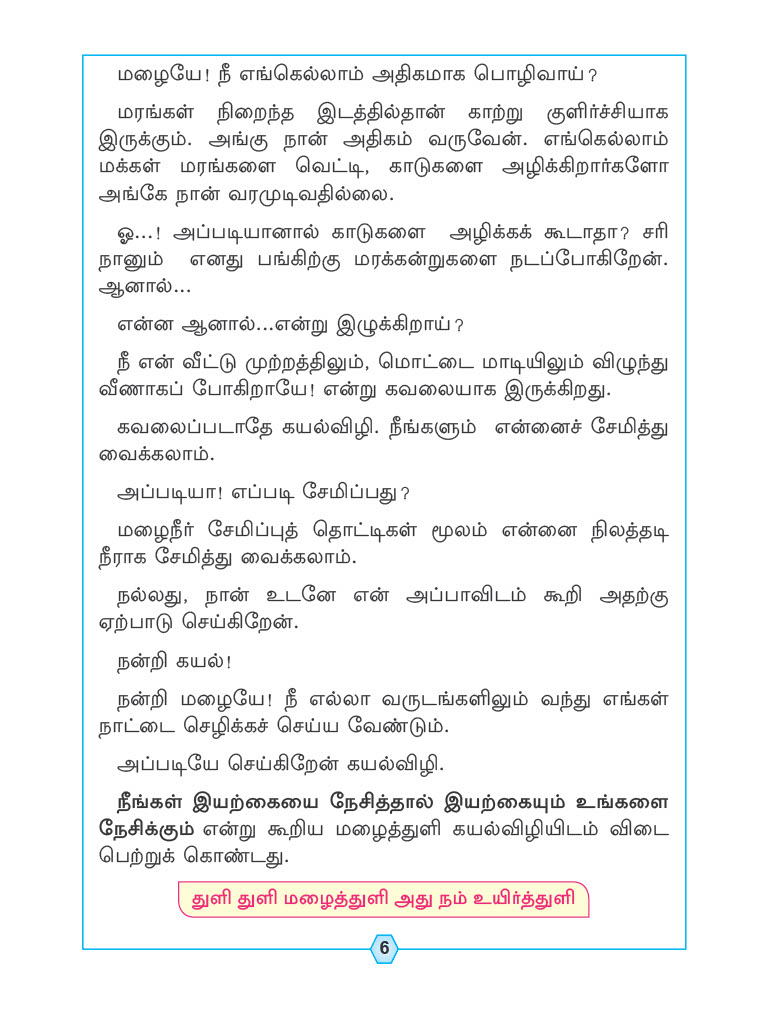 மழையே! நீ எங்கெல்லாம் அதிகமாக பொழிவாய்?
மரங்கள் நிறைந்த இடத்தில்தான் காற்று குளிர்ச்சியாக
இருக்கும். அங்கு நான் அதிகம் வருவேன். எங்கெல்லாம்
மக்கள் மரங்களை வெட்டி, காடுகளை அழிக்கிறார்களோ
அங்கே நான் வரமுடிவதில்லை.
ஓ...! அப்படியானால் காடுகளை அழிக்கக் கூடாதா? சரி
நானும் எனது பங்கிற்கு மரக்கன்றுகளை நடப்போகிறேன்.
ஆனால்...
என்ன ஆனால்...என்று இழுக்கிறாய்?
நீ என் வீட்டு முற்றத்திலும், மொட்டை மாடியிலும் விழுந்து
வீணாகப் போகிறாயே! என்று கவலையாக இருக்கிறது.
கவலைப்படாதே கயல்விழி. நீங்களும் என்னைச் சேமித்து
வைக்கலாம்.
அப்படியா! எப்படி சேமிப்பது?
மழைநீர் சேமிப்புத் தொட்டிகள் மூலம் என்னை நிலத்தடி
நீராக சேமித்து வைக்கலாம்.
நல்லது, நான் உடனே என் அப்பாவிடம் கூறி அதற்கு
ஏற்பாடு செய்கிறேன்.
நன்றி கயல்!
நன்றி மழையே! நீ எல்லா வருடங்களிலும் வந்து எங்கள்
நாட்டை செழிக்கச் செய்ய வேண்டும்.
அப்படியே செய்கிறேன் கயல்விழி.
நீங்கள் இயற்கையை நேசித்தால் இயற்கையும் உங்களை
நேசிக்கும் என்று கூறிய மழைத்துளி கயல்விழியிடம் விடை
பெற்றுக் கொண்டது.
துளி துளி மழைத்துளி அது நம் உயிர்த்துளி
6